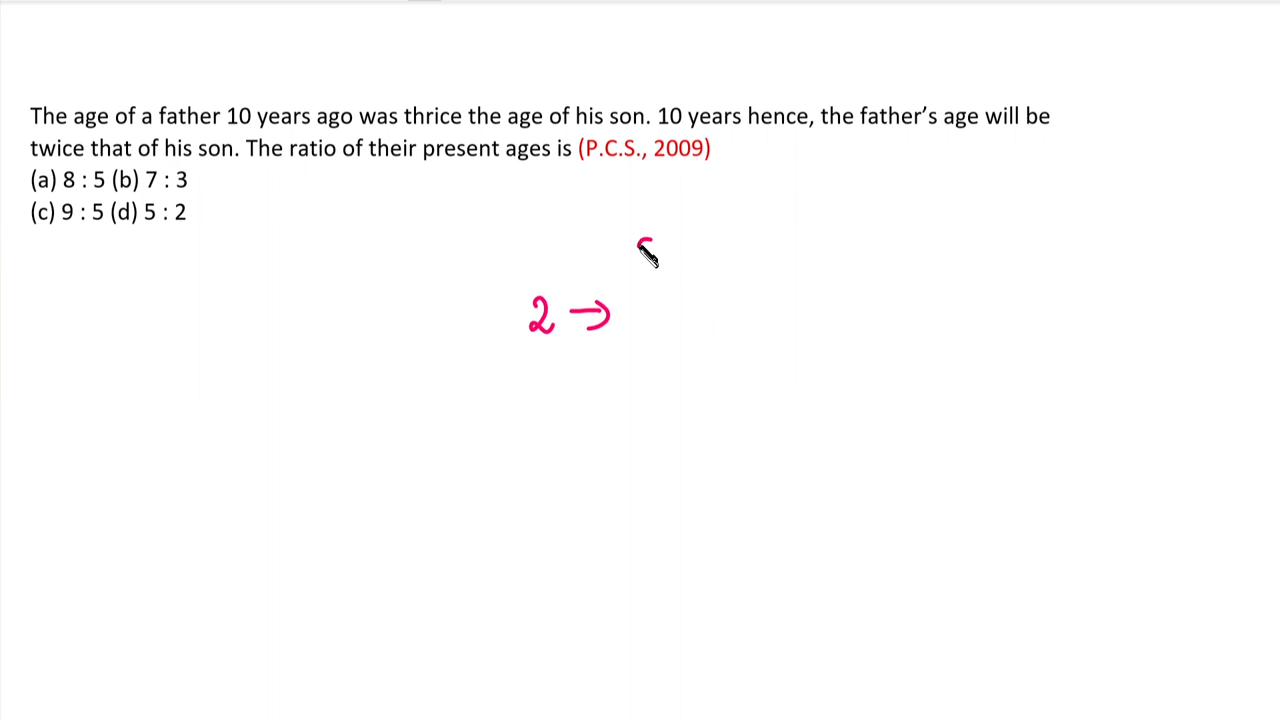 The age of a father 10 years ago was thrice the age of his son. 10 years hence, the father’s age will be
twice that of his son. The ratio of their present ages is (P.C.S., 2009)
(a) 8 : 5 (b) 7 : 3
(c) 9 : 5 (d) 5 : 2
2 →